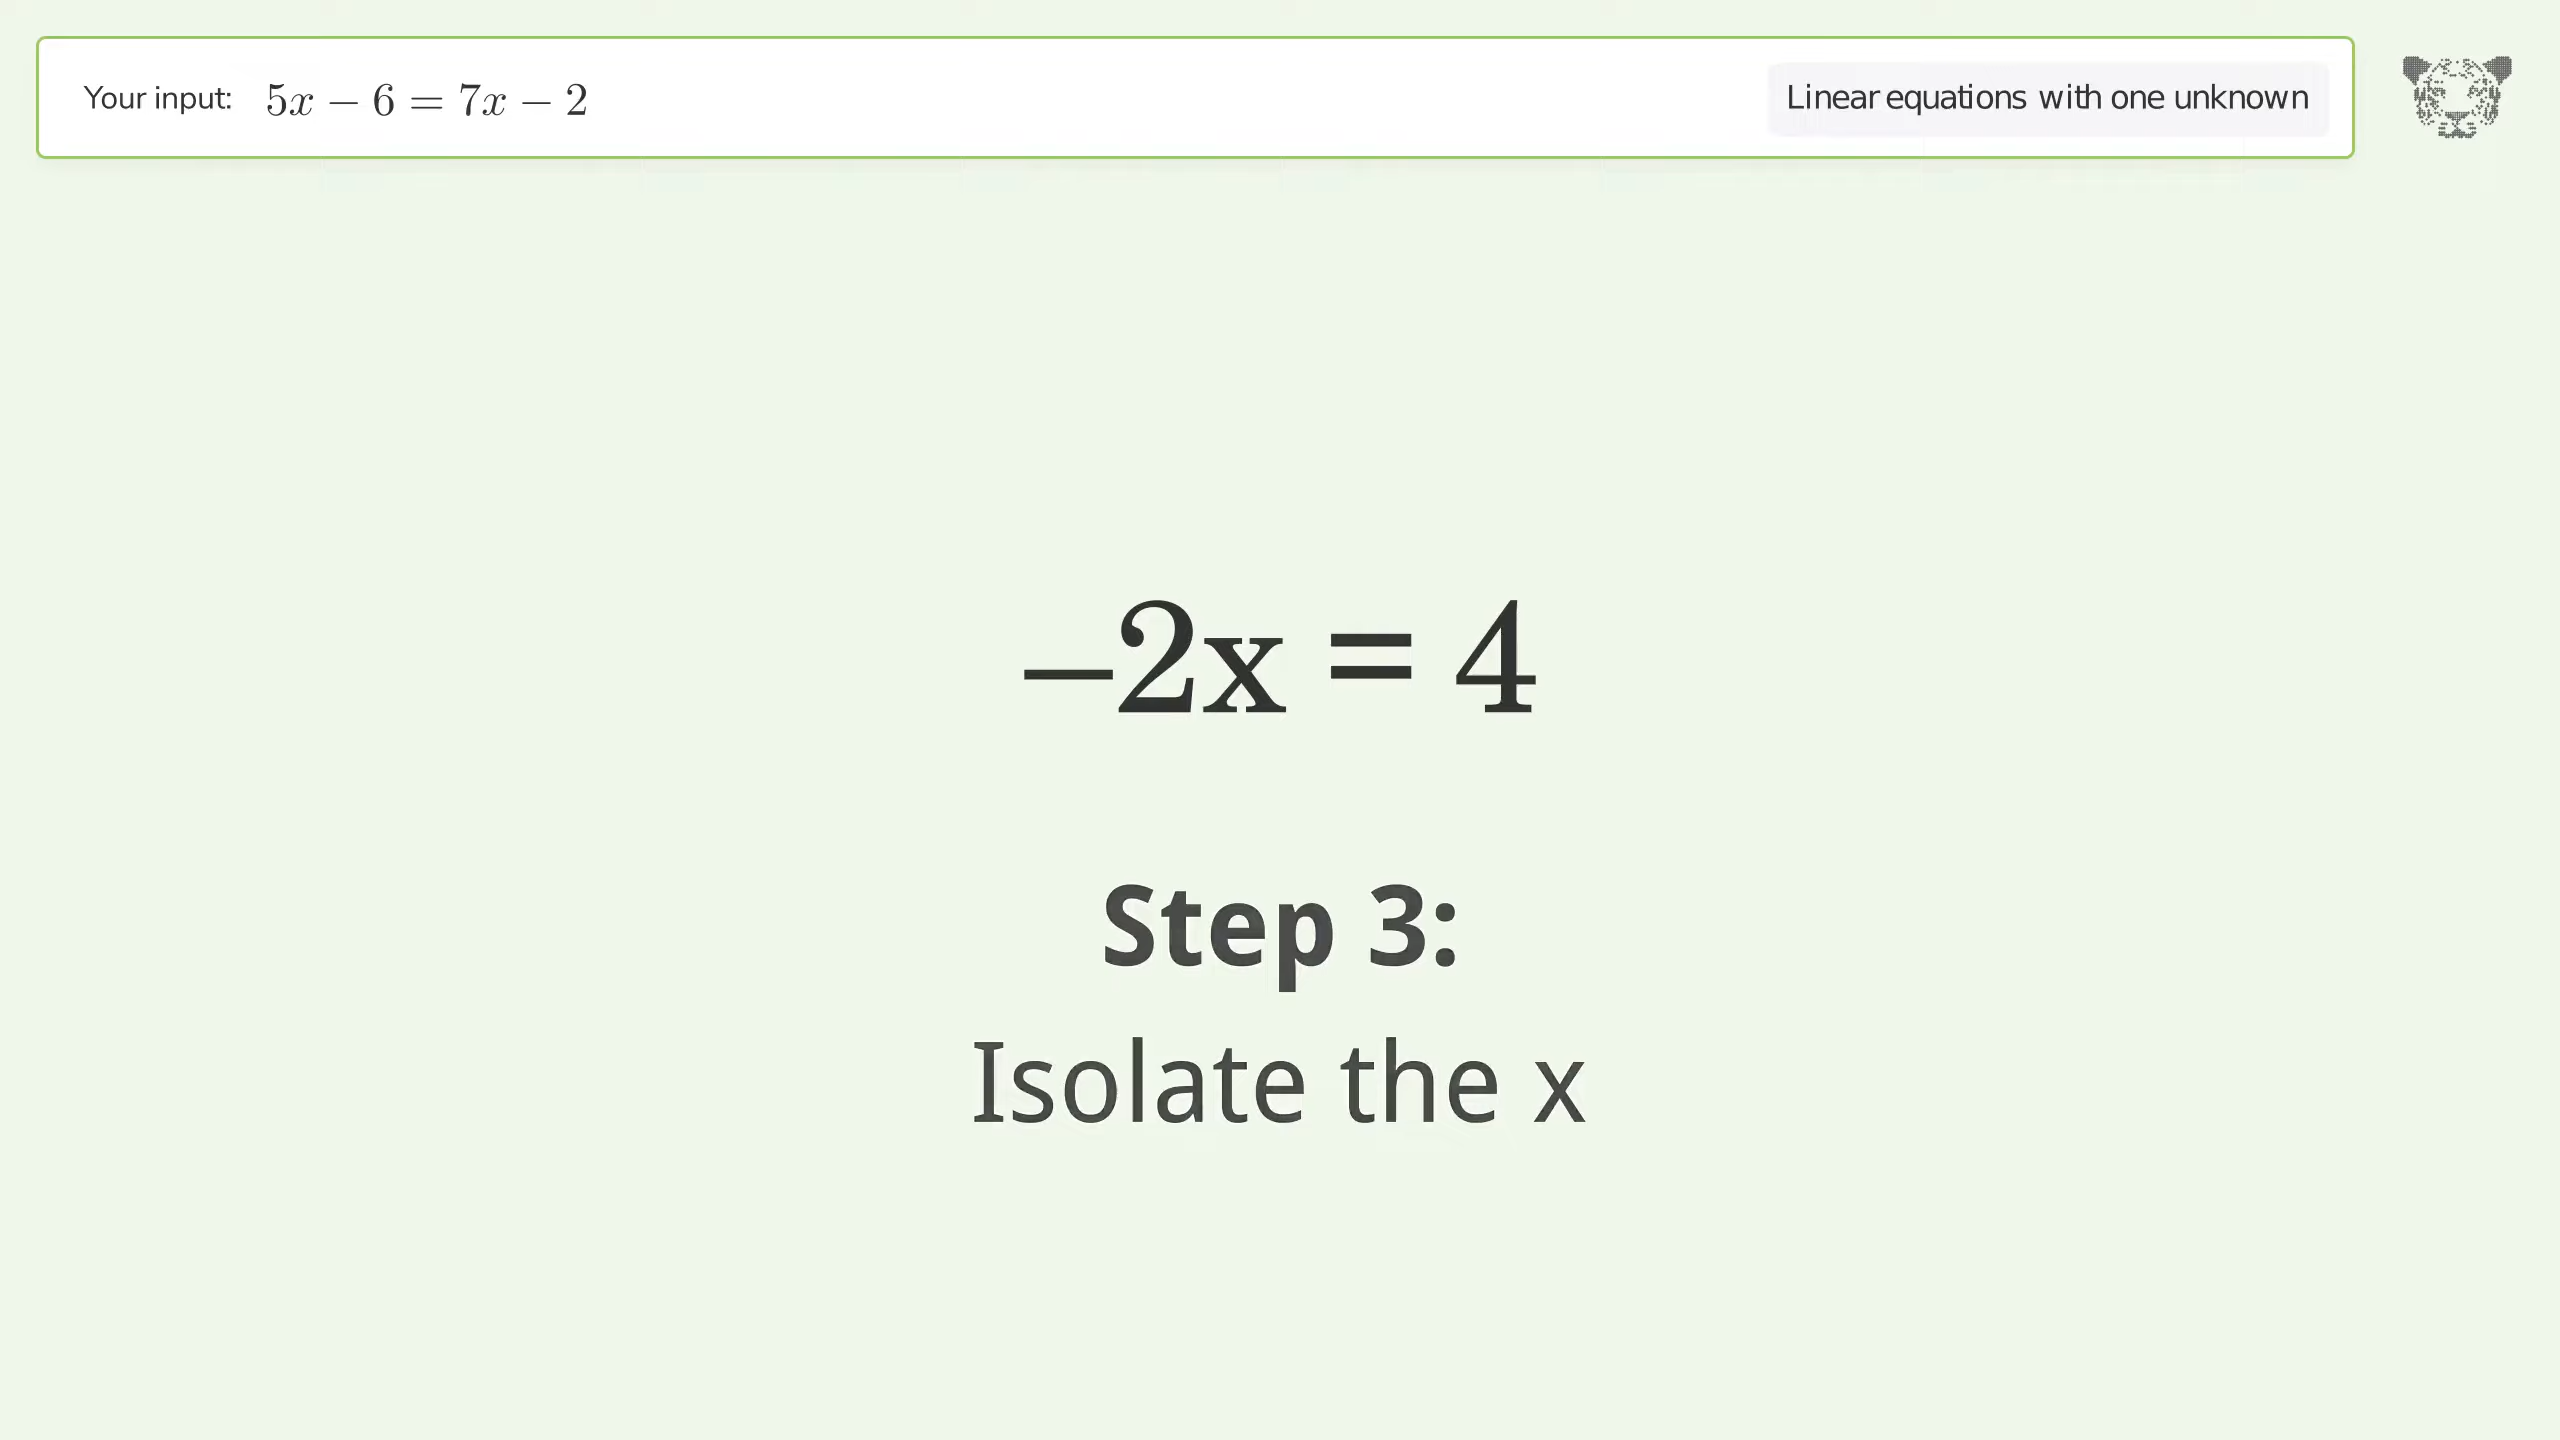 Your input: 5x − 6 = 7x − 2
Linear equations with one unknown
−2x = 4
Step 3:
Isolate the x